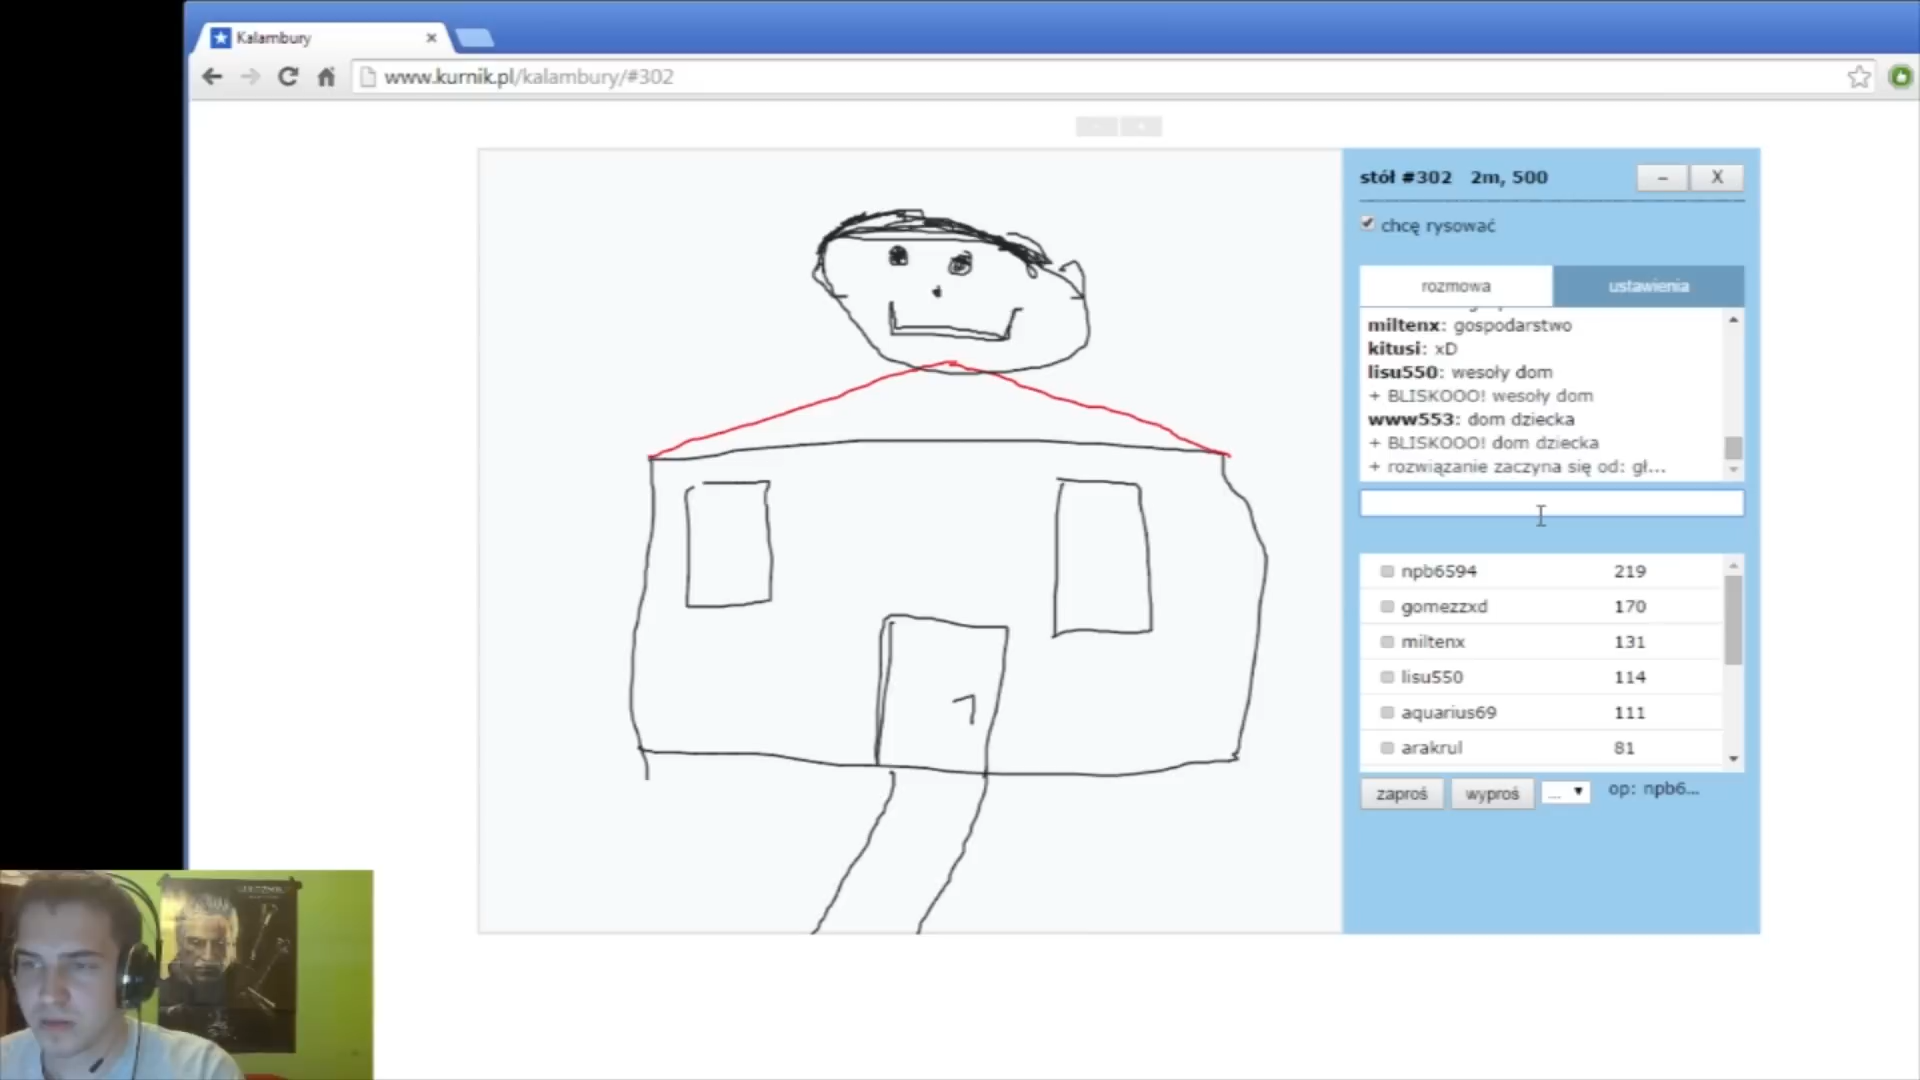 Kalambury
www.kurnik.pl/kalambury/#302
stół #302 2m, 500
– X
chcę rysować
rozmowa ustawienia
miltenx: gospodarstwo
kitusi: xD
lisu550: wesoły dom
+ BLISKOOO! wesoły dom
www553: dom dziecka
+ BLISKOOO! dom dziecka
+ rozwiązanie zaczyna się od: gł...
npb6594 219
gomezzxd 170
miltenx 131
lisu550 114
aquarius69 111
arakrul 81
zaproś wyproś ... op: npb6...